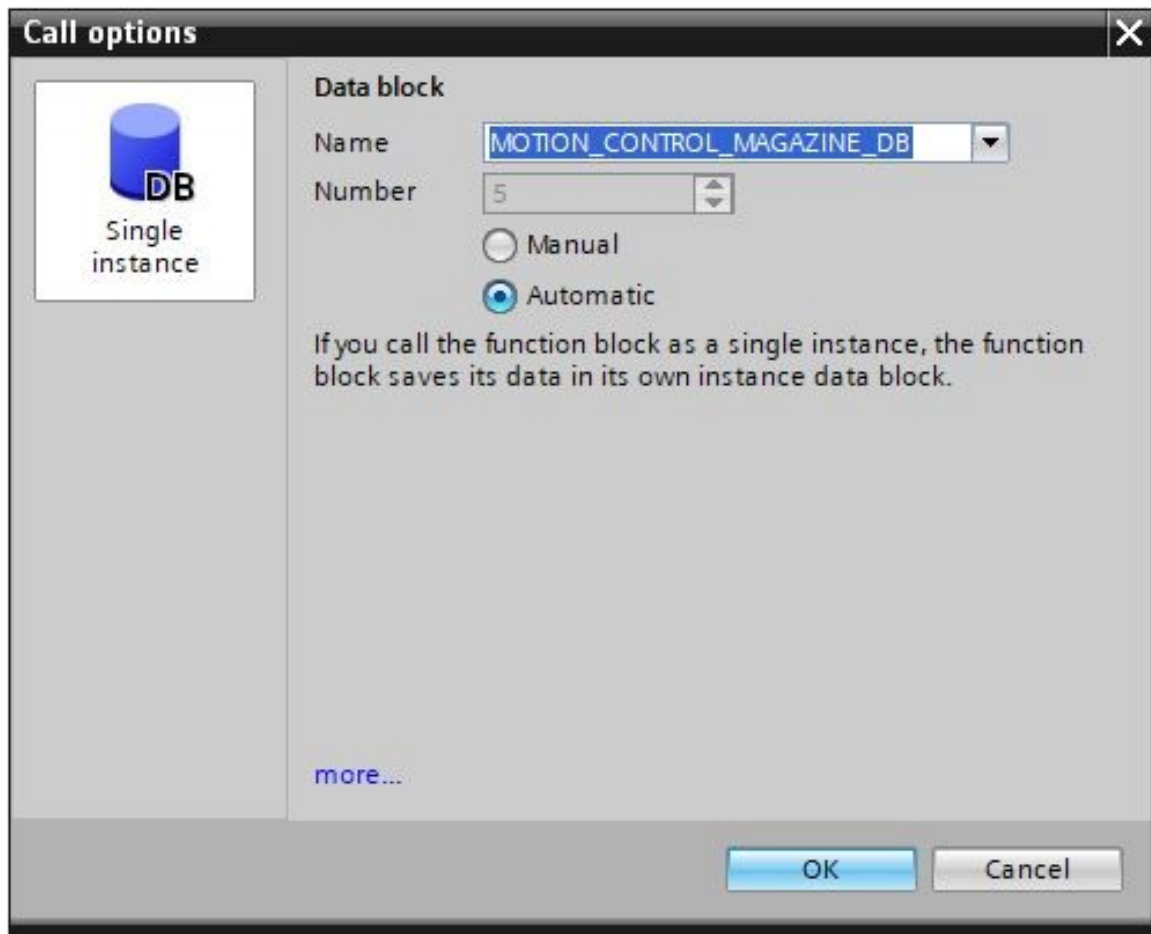 Call options
DB
Single
instance
Data block
Name MOTION_CONTROL_MAGAZINE_DB
Number 5
Manual
Automatic
If you call the function block as a single instance, the function
block saves its data in its own instance data block.
more...
OK Cancel